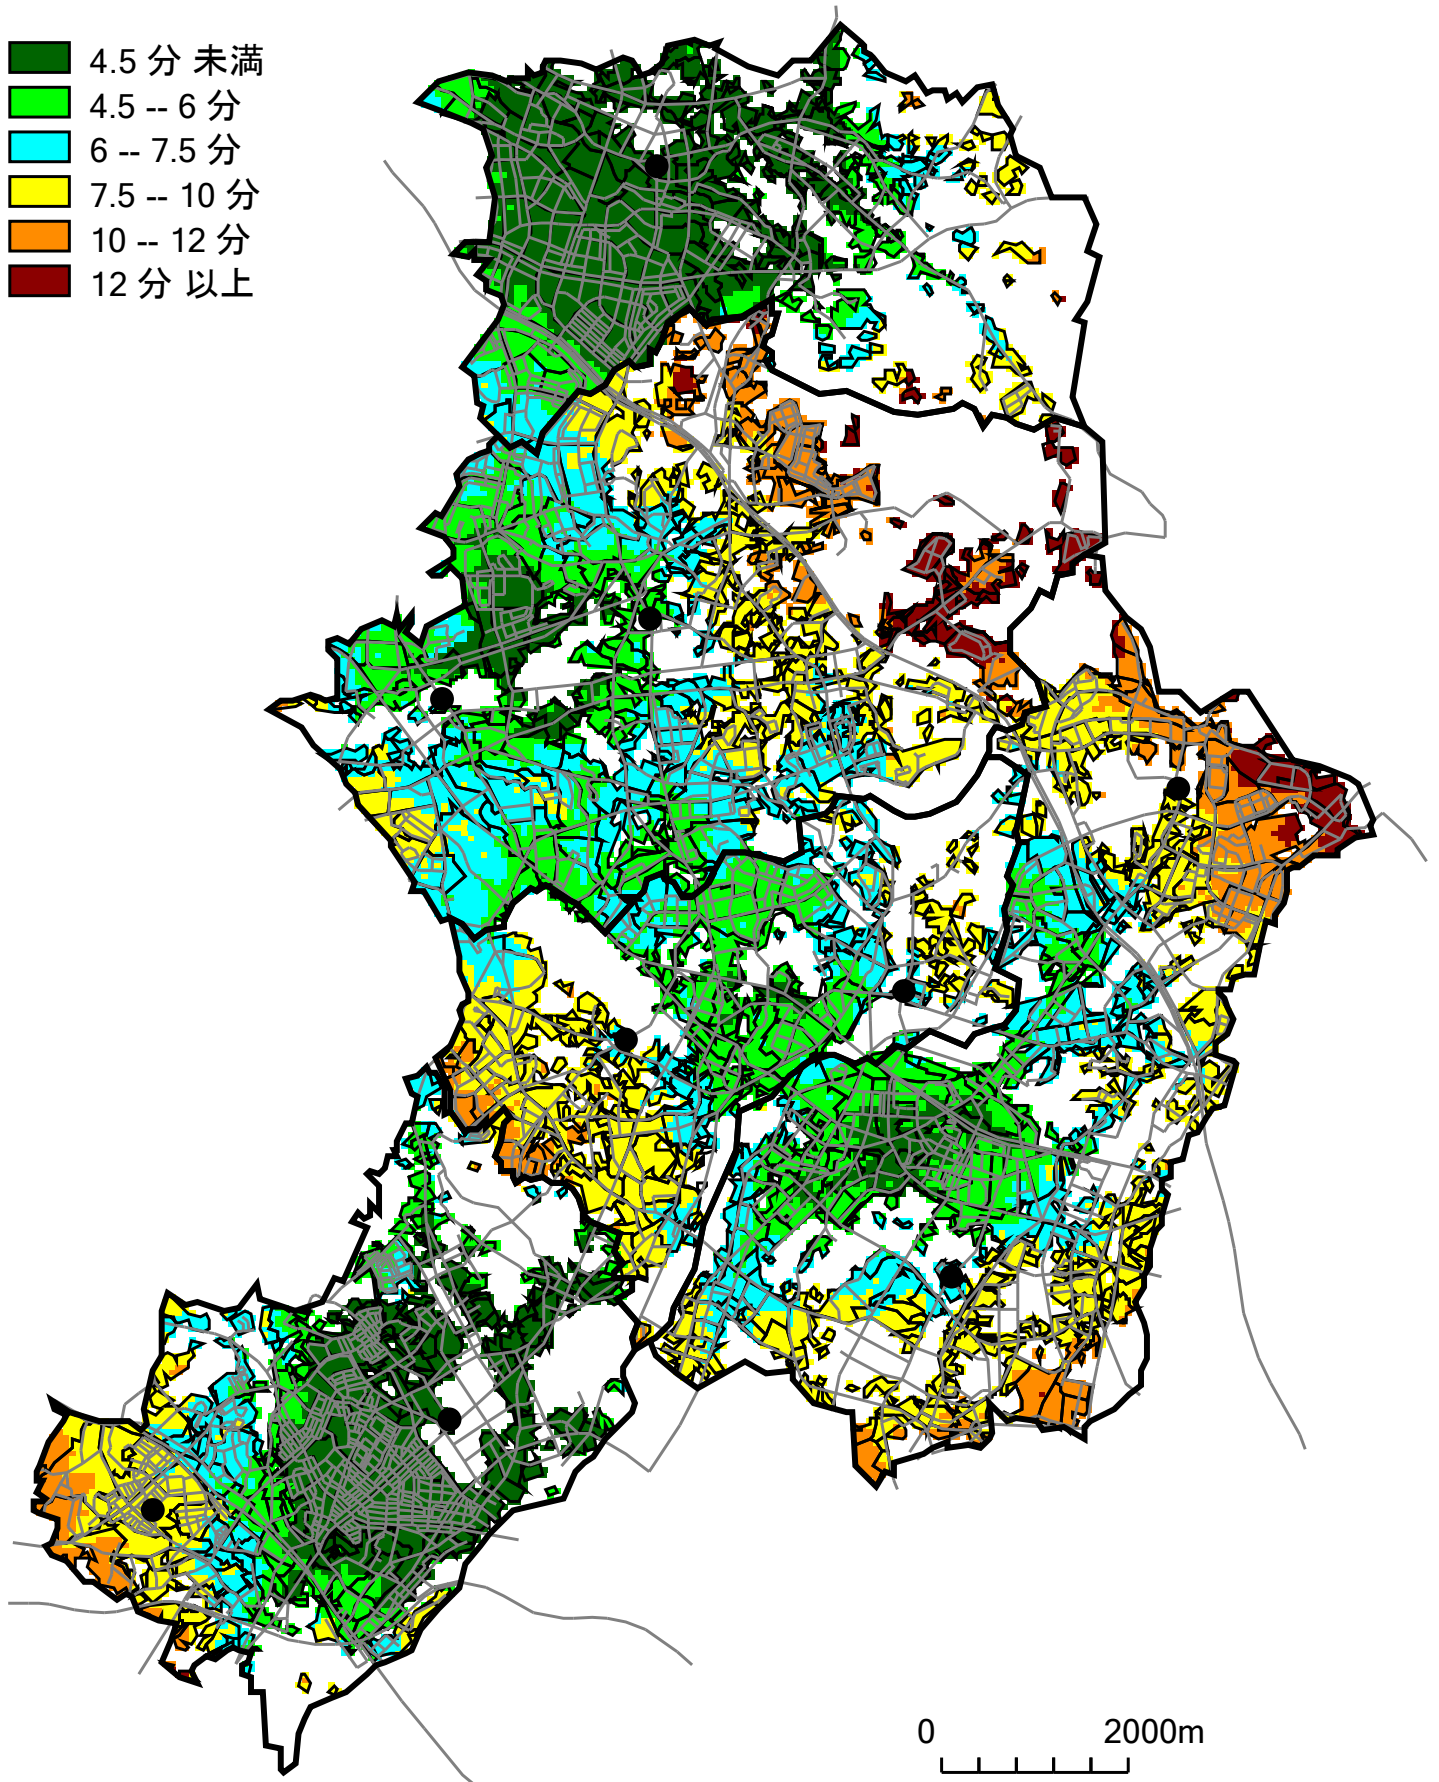 4.5 分 未満
4.5 -- 6 分
6 -- 7.5 分
7.5 -- 10 分
10 -- 12 分
12 分 以上
0 2000m